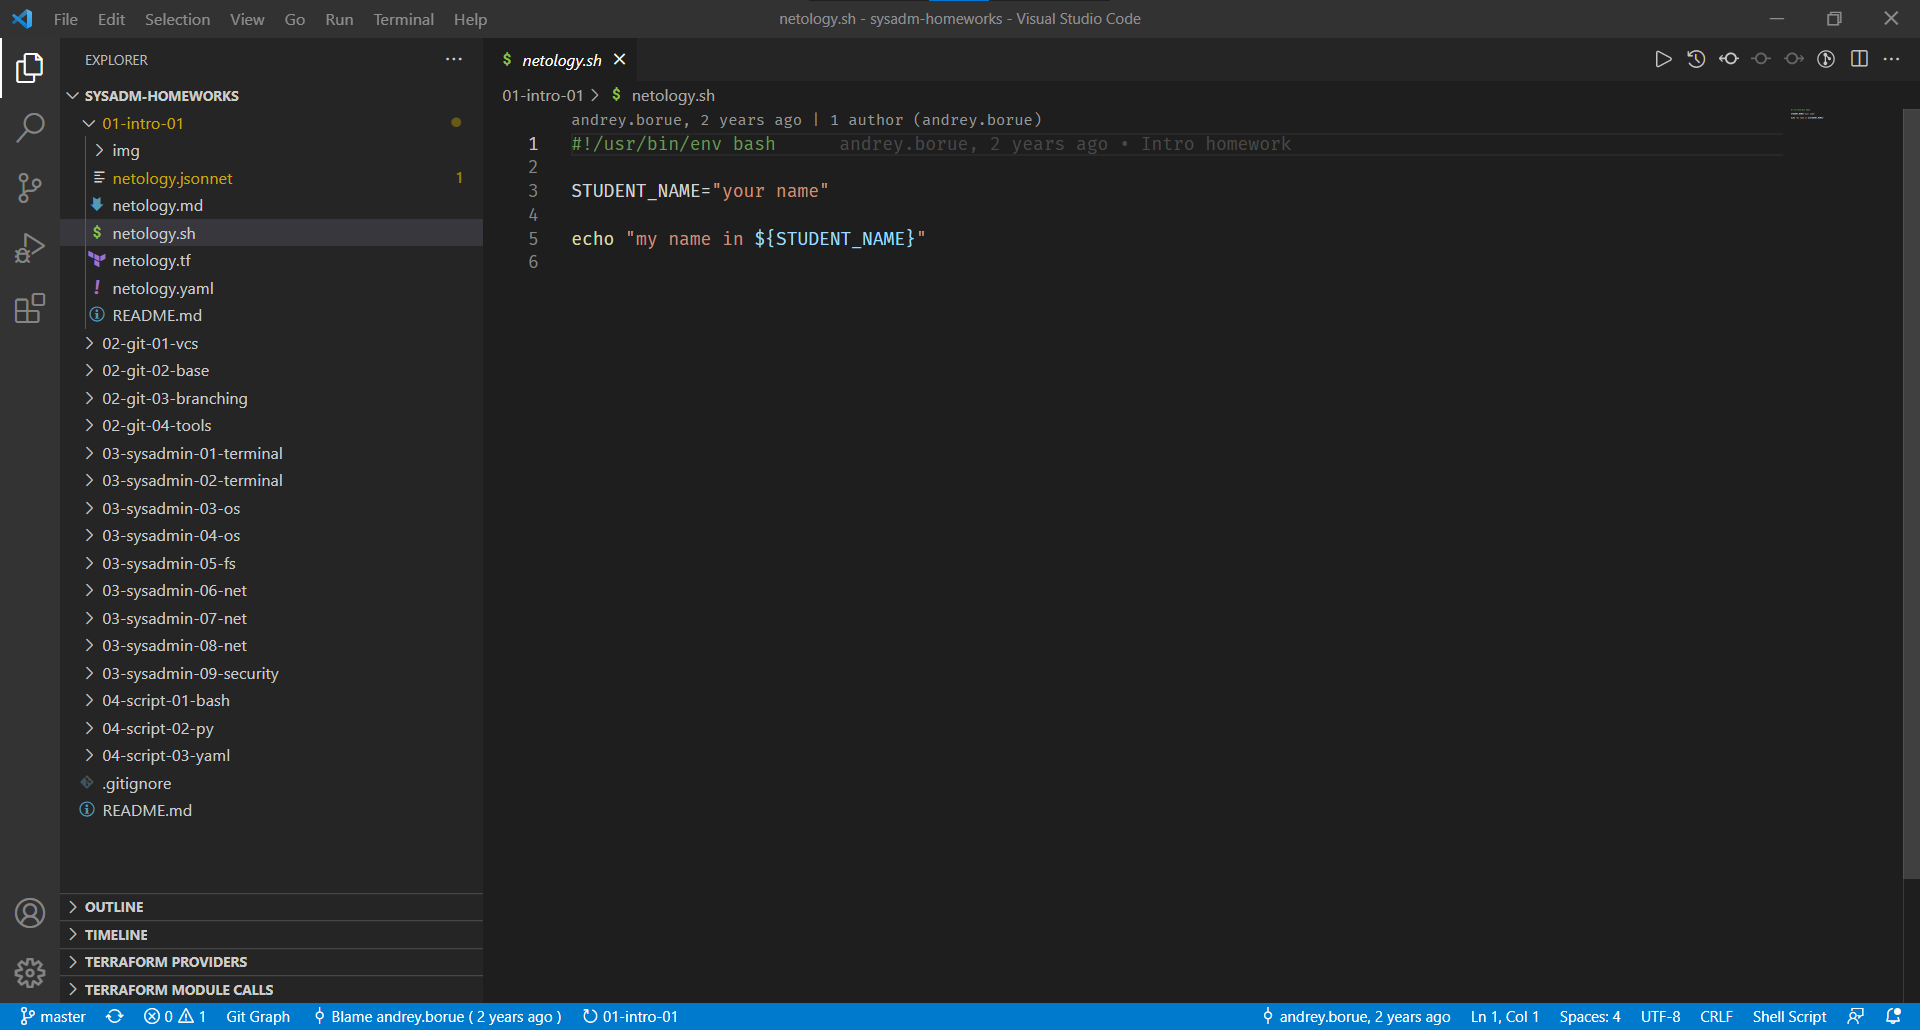 File Edit Selection View Go Run Terminal Help
netology.sh - sysadm-homeworks - Visual Studio Code
EXPLORER
SYSADM-HOMEWORKS
01-intro-01
img
netology.jsonnet 1
netology.md
netology.sh
netology.tf
netology.yaml
README.md
02-git-01-vcs
02-git-02-base
02-git-03-branching
02-git-04-tools
03-sysadmin-01-terminal
03-sysadmin-02-terminal
03-sysadmin-03-os
03-sysadmin-04-os
03-sysadmin-05-fs
03-sysadmin-06-net
03-sysadmin-07-net
03-sysadmin-08-net
03-sysadmin-09-security
04-script-01-bash
04-script-02-py
04-script-03-yaml
.gitignore
README.md
OUTLINE
TIMELINE
TERRAFORM PROVIDERS
TERRAFORM MODULE CALLS
$ netology.sh
01-intro-01 > $ netology.sh
andrey.borue, 2 years ago | 1 author (andrey.borue)
1 #!/usr/bin/env bash andrey.borue, 2 years ago • Intro homework
2
3 STUDENT_NAME="your name"
4
5 echo "my name in ${STUDENT_NAME}"
6
master 0 1 Git Graph Blame andrey.borue ( 2 years ago ) 01-intro-01 andrey.borue, 2 years ago Ln 1, Col 1 Spaces: 4 UTF-8 CRLF Shell Script